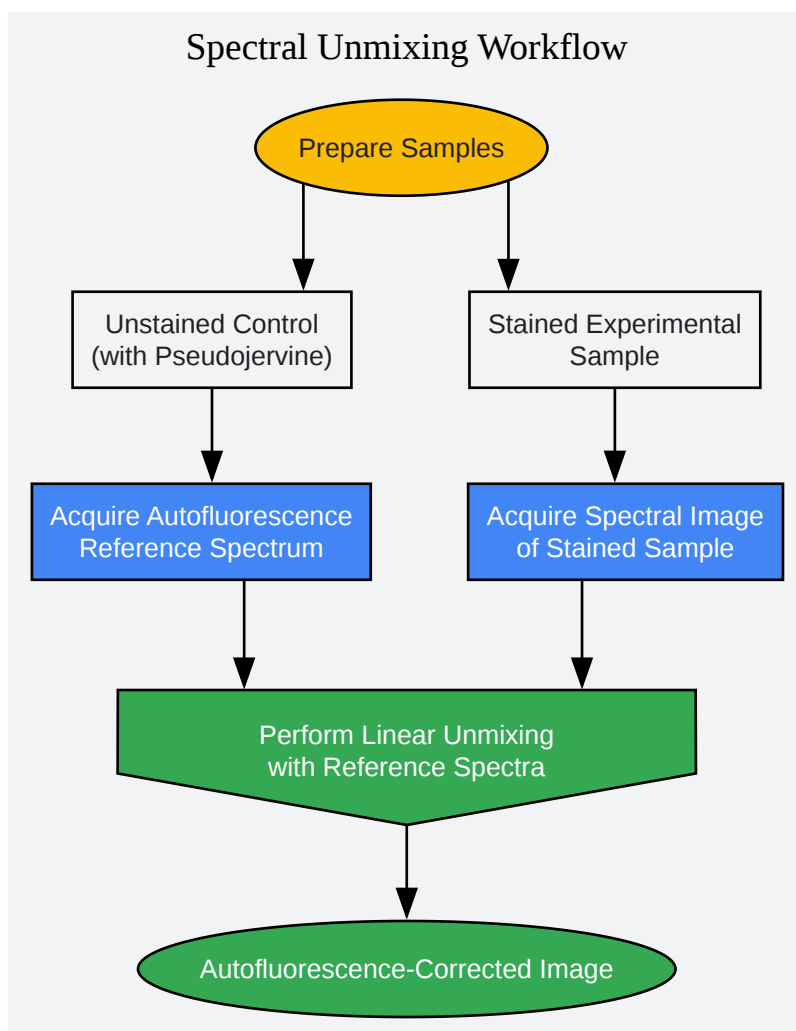 Spectral Unmixing Workflow
Prepare Samples
Unstained Control
(with Pseudojervine)
Stained Experimental
Sample
Acquire Autofluorescence
Reference Spectrum
Acquire Spectral Image
of Stained Sample
Perform Linear Unmixing
with Reference Spectra
Autofluorescence-Corrected Image